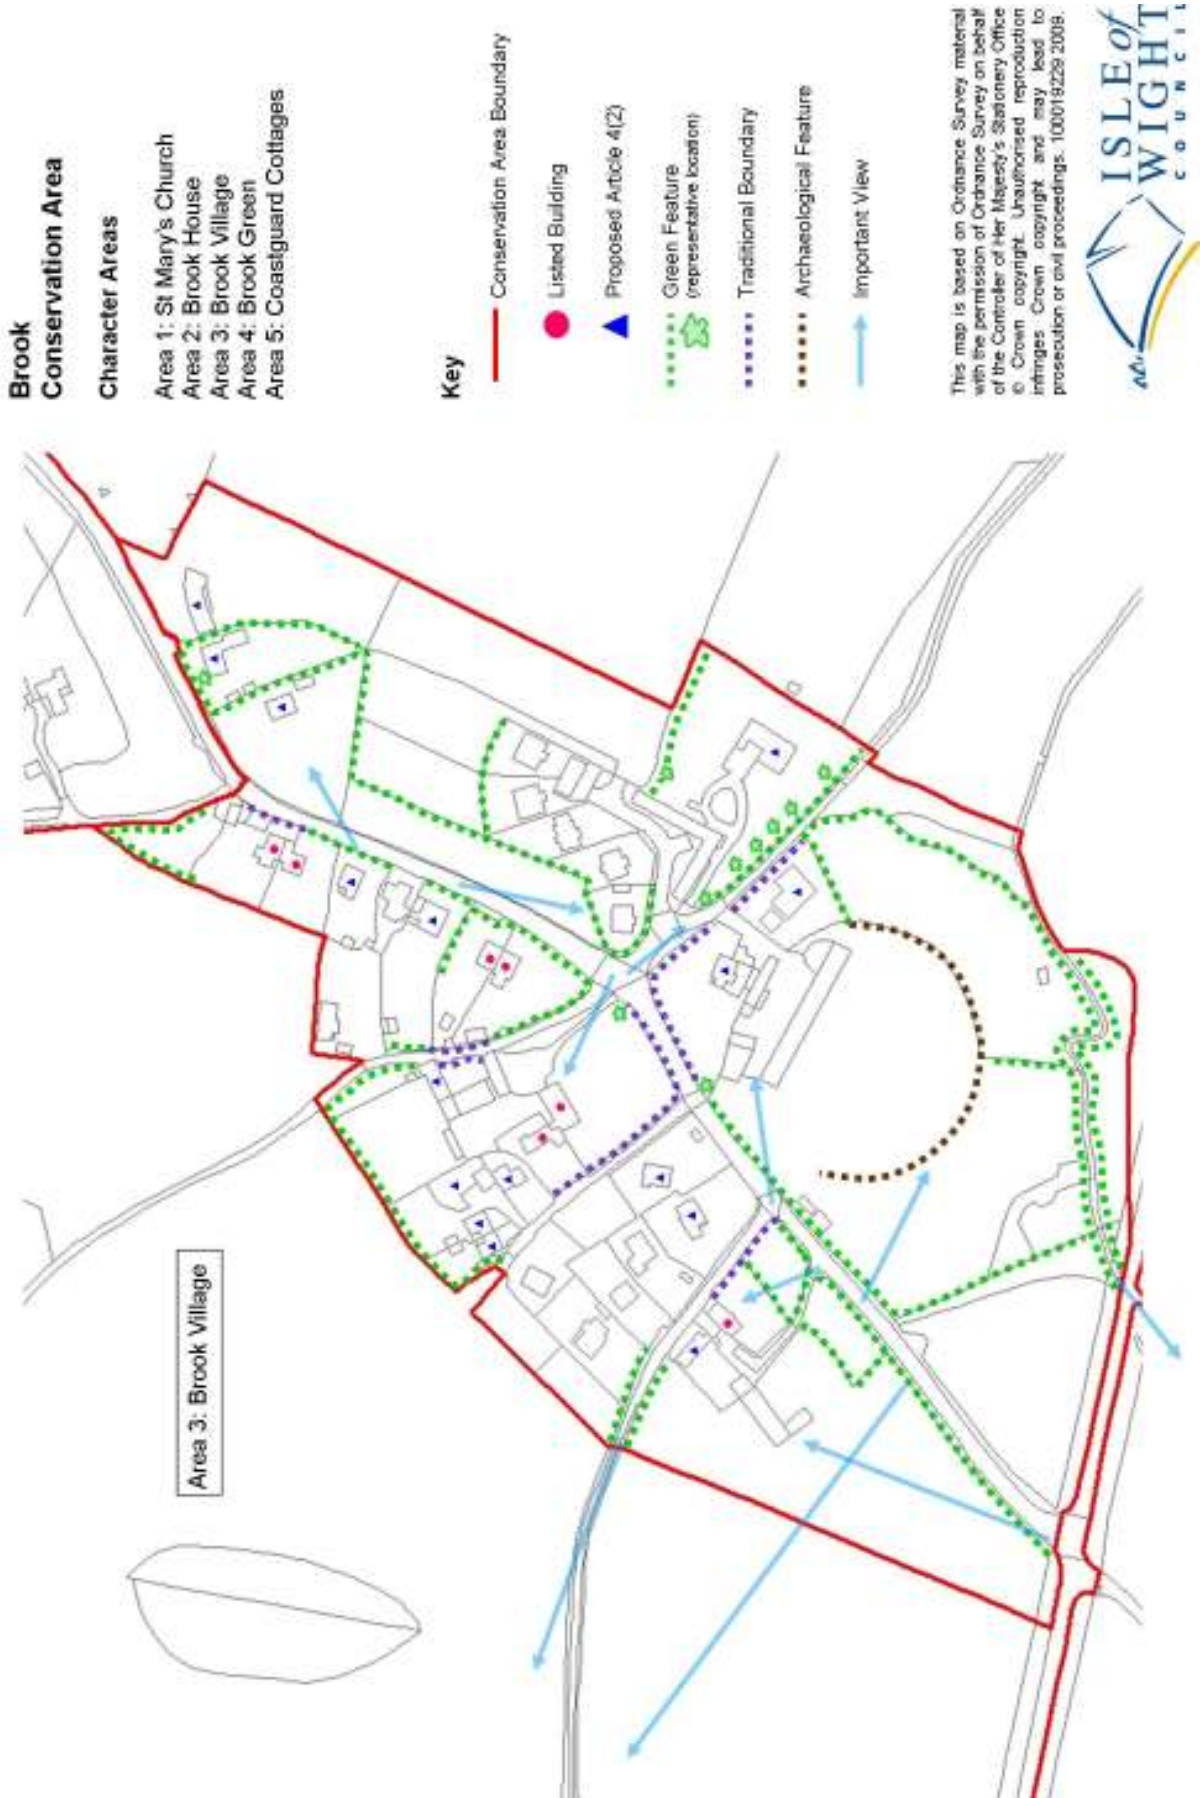 Brook
Conservation Area
Character Areas
Area 1: St Mary's Church
Area 2: Brook House
Area 3: Brook Village
Area 4: Brook Green
Area 5: Coastguard Cottages
Key
Conservation Area Boundary
Listed Building
Proposed Article 4(2)
Green Feature
(representative location)
Traditional Boundary
Archaeological Feature
Important View
This map is based on Ordnance Survey material
with the permission of Ordnance Survey on behalf
of the Controller of Her Majesty's Stationery Office
© Crown copyright. Unauthorised reproduction
infringes Crown copyright and may lead to
prosecution or civil proceedings. 100019229 2009.
ISLE of
WIGHT
COUNCIL
Area 3: Brook Village